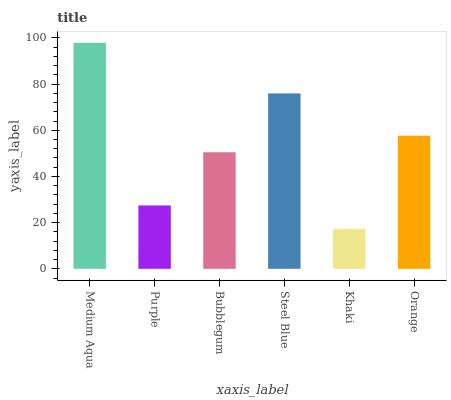 title
100
80
60
40
20
0
yaxis_label
Medium Aqua
Purple
Bubblegum
Steel Blue
Khaki
Orange
xaxis_label